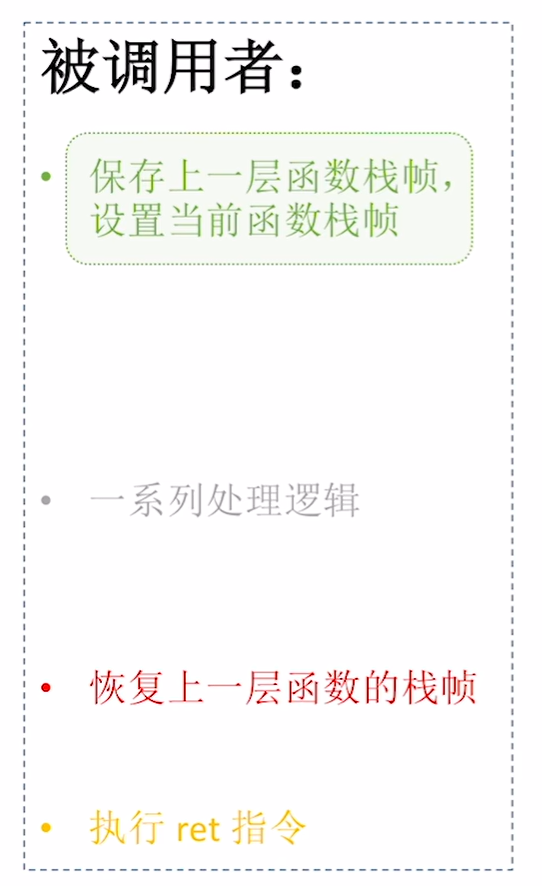 被调用者：
• 保存上一层函数栈帧，
设置当前函数栈帧
• 一系列处理逻辑
• 恢复上一层函数的栈帧
• 执行 ret 指令